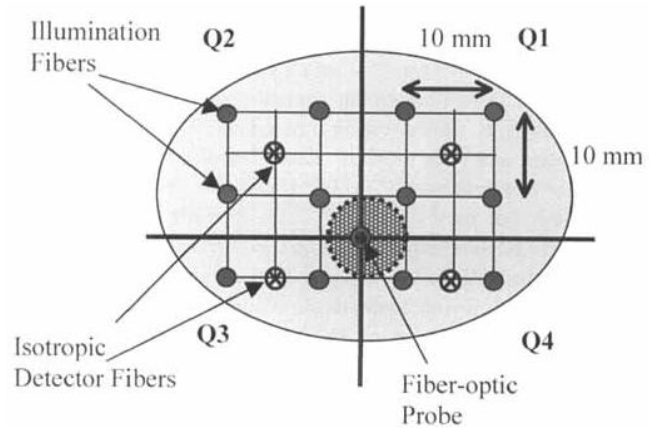 Illumination
Fibers
Q2
10 mm
Q1
10 mm
Q3
Q4
Isotropic
Detector Fibers
Fiber-optic
Probe